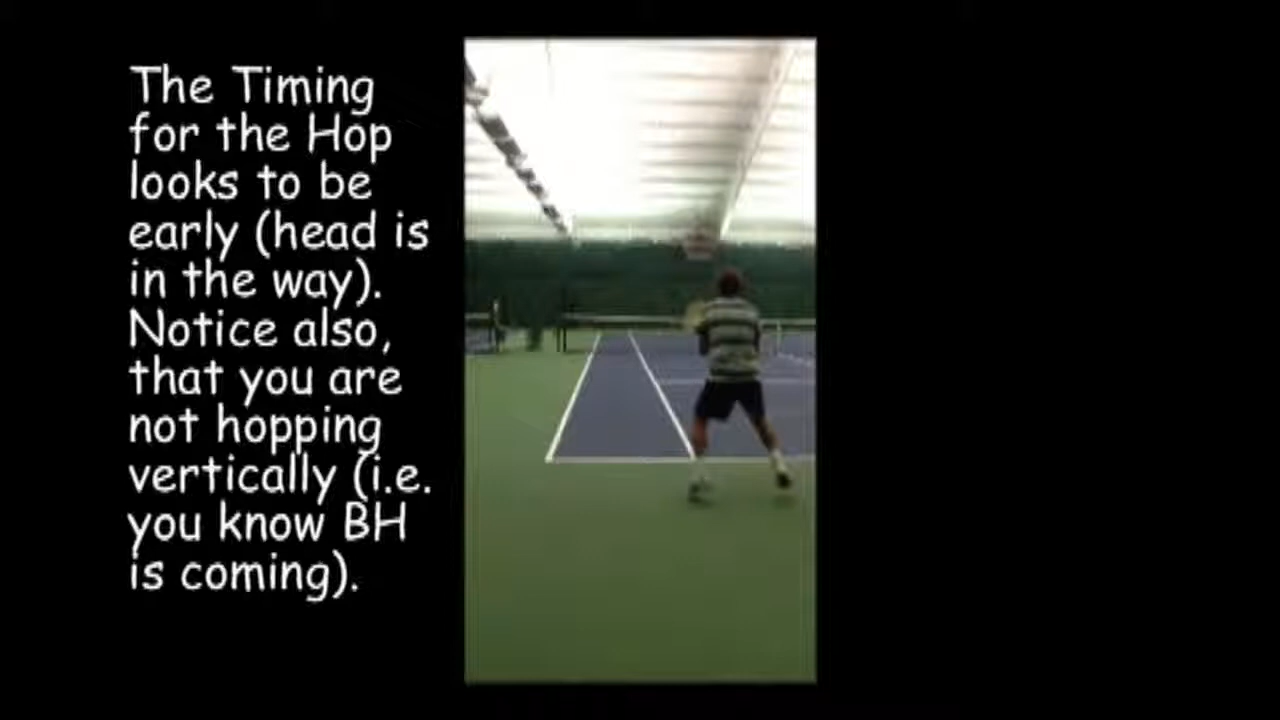 The Timing
for the Hop
looks to be
early (head is
in the way).
Notice also,
that you are
not hopping
vertically (i.e.
you know BH
is coming).